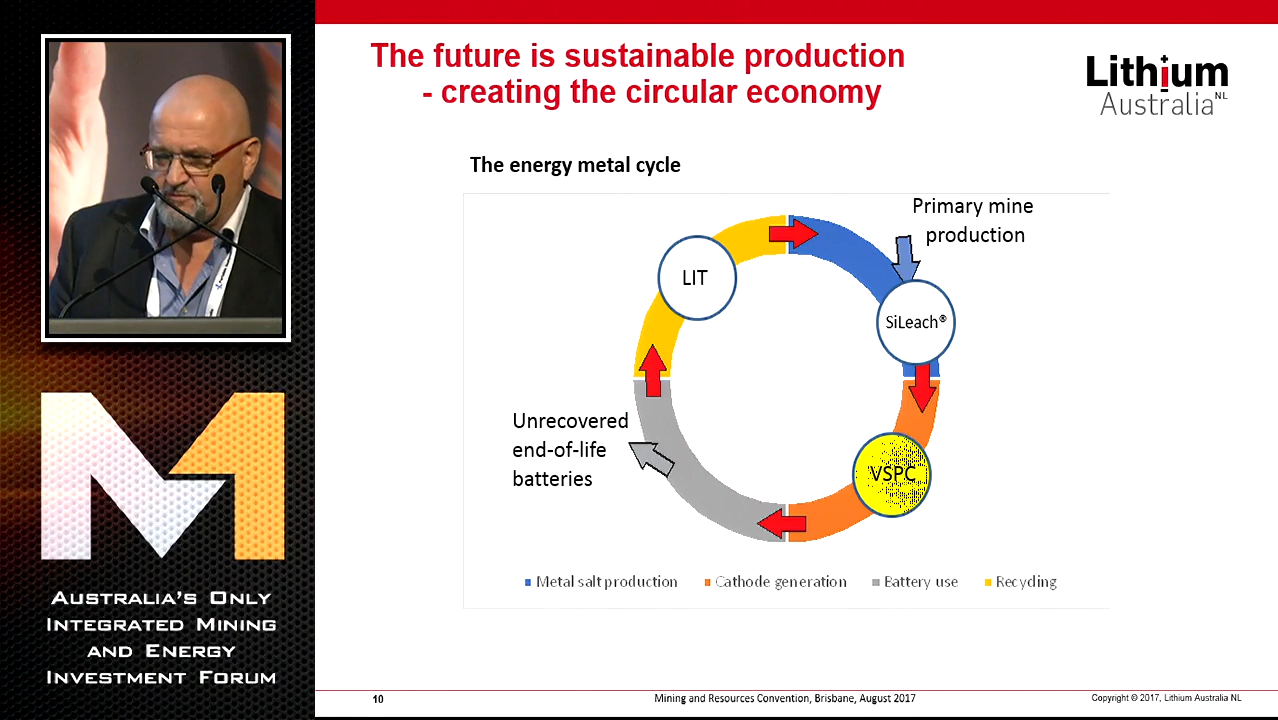 The future is sustainable production
- creating the circular economy
Lithium
Australia NL
The energy metal cycle
Primary mine
production
LIT
SiLeach®
Unrecovered
end-of-life
batteries
VSPC
Metal salt production
Cathode generation
Battery use
Recycling
M
Australia's Only
Integrated Mining
and Energy
Investment Forum
10
Mining and Resources Convention, Brisbane, August 2017
Copyright © 2017, Lithium Australia NL